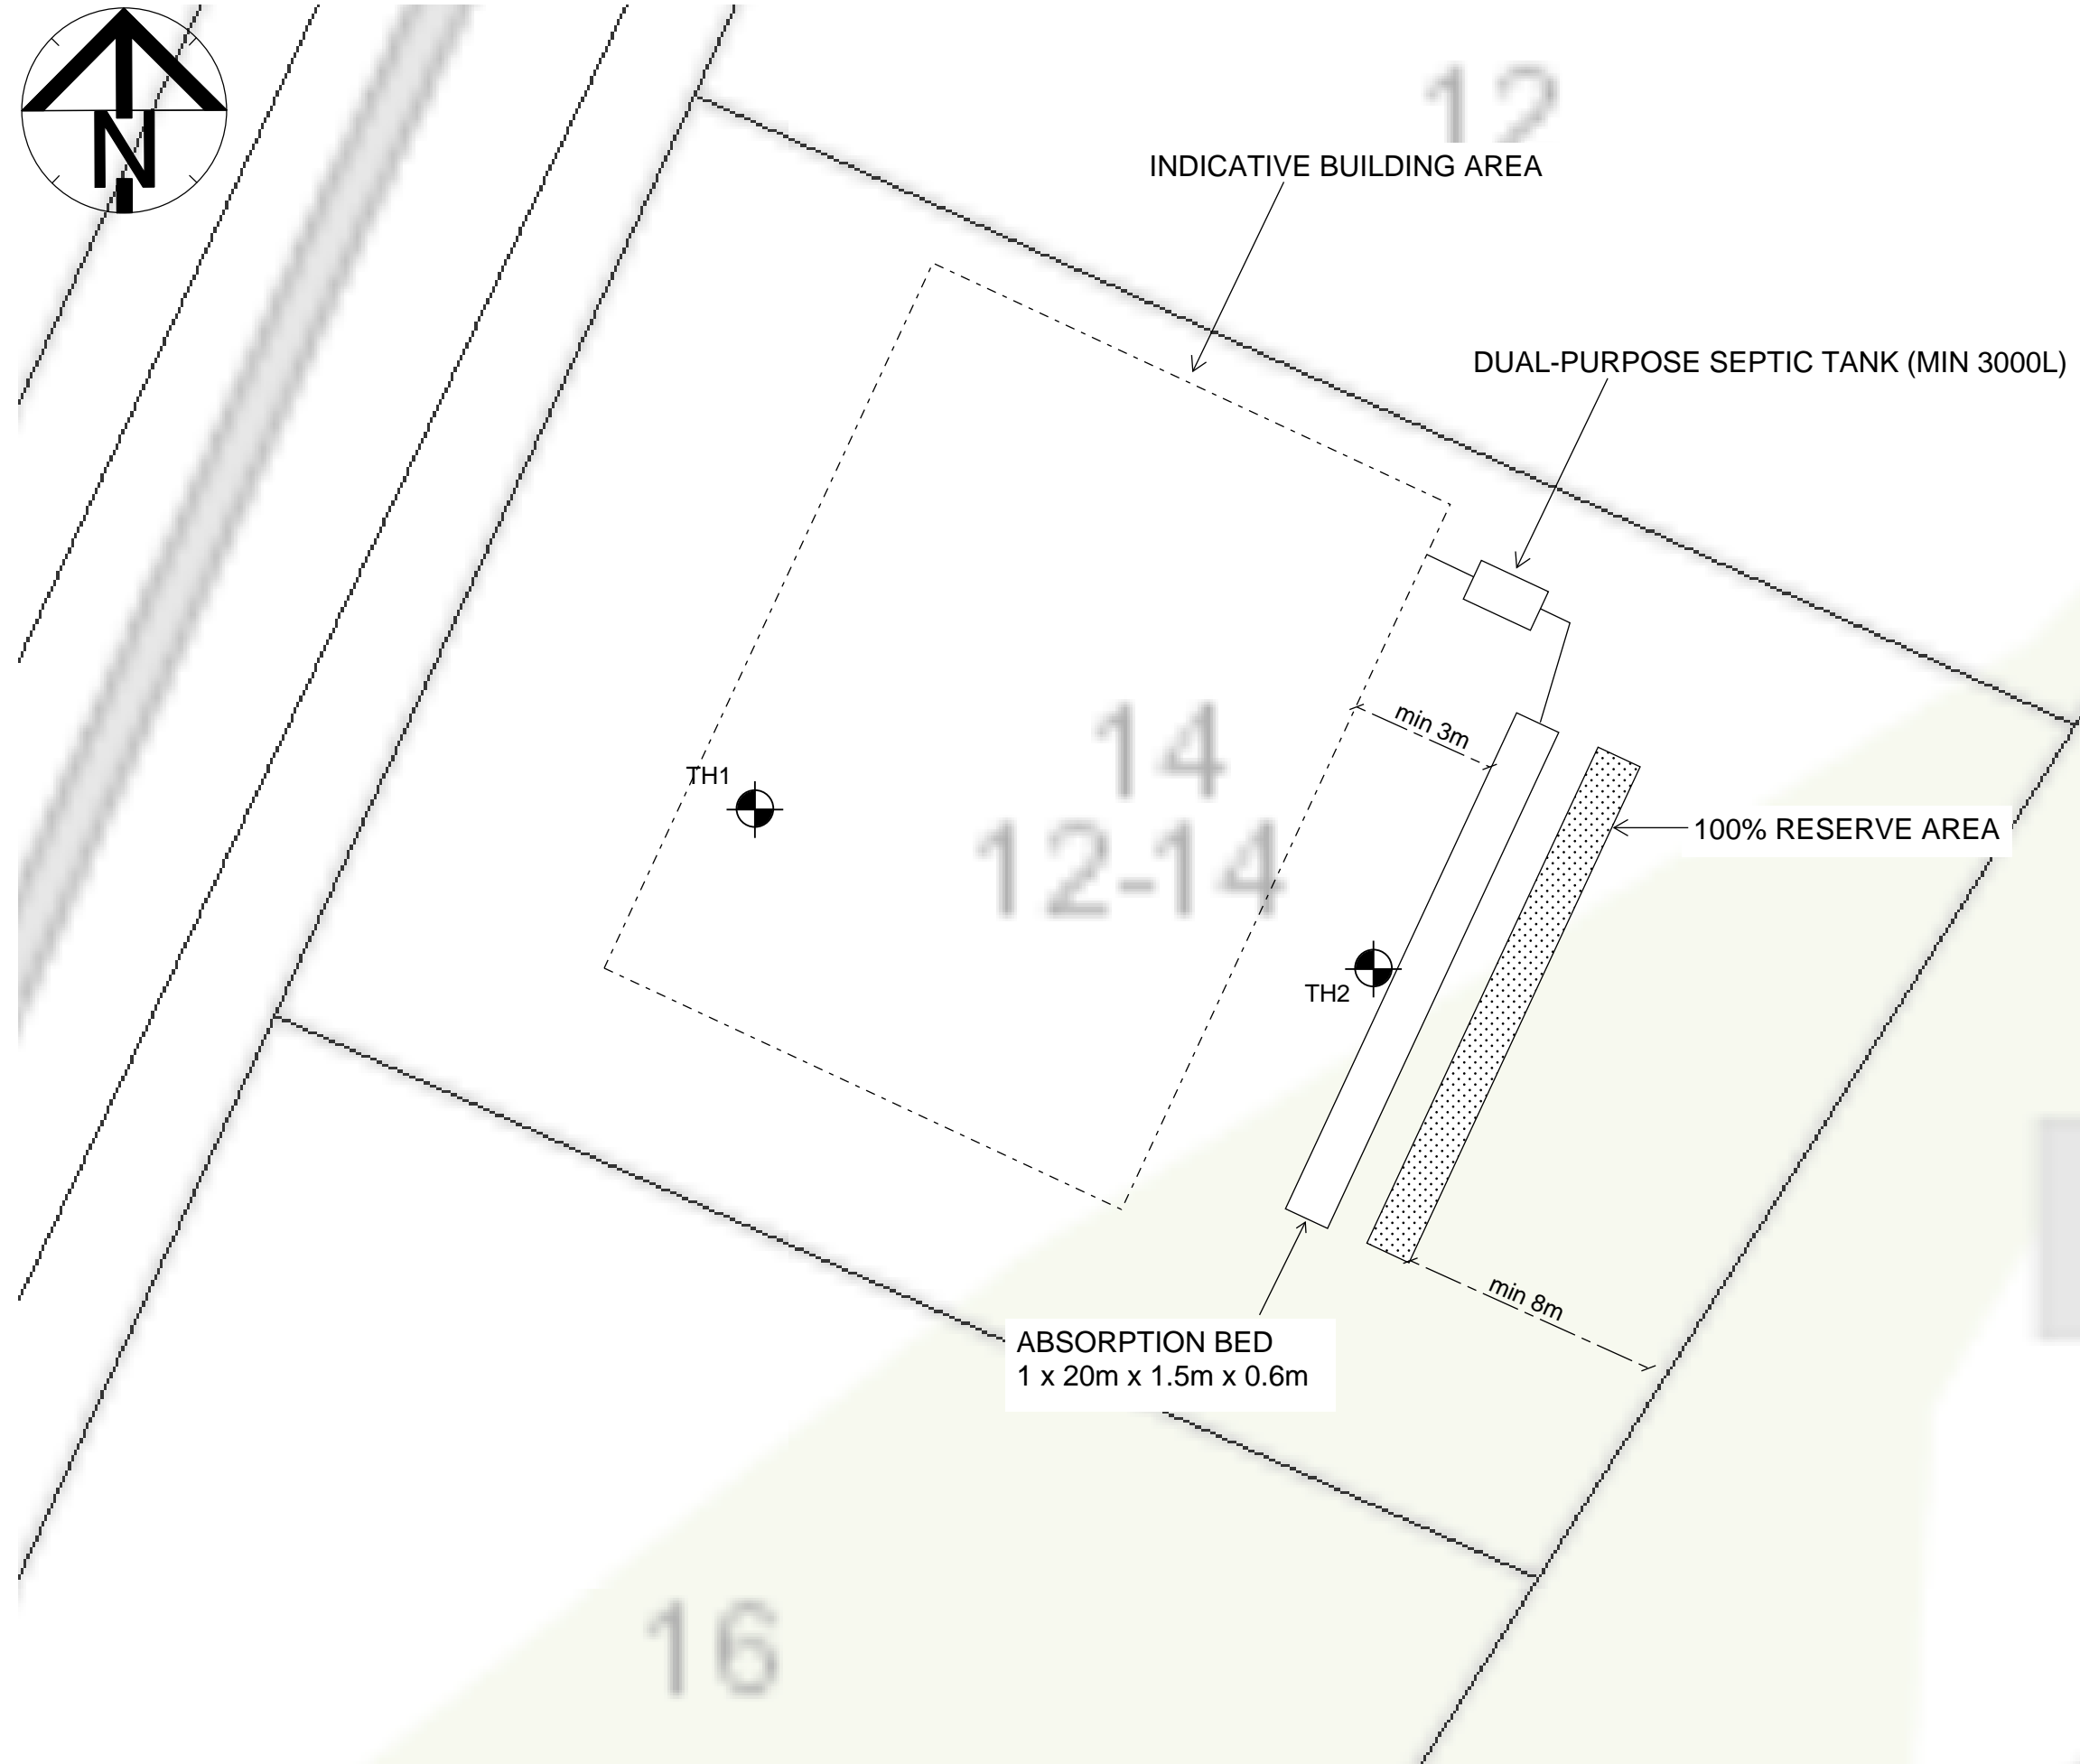 N
12
INDICATIVE BUILDING AREA
DUAL-PURPOSE SEPTIC TANK (MIN 3000L)
min 3m
14
12-14
TH1
100% RESERVE AREA
TH2
min 8m
ABSORPTION BED
1 x 20m x 1.5m x 0.6m
16